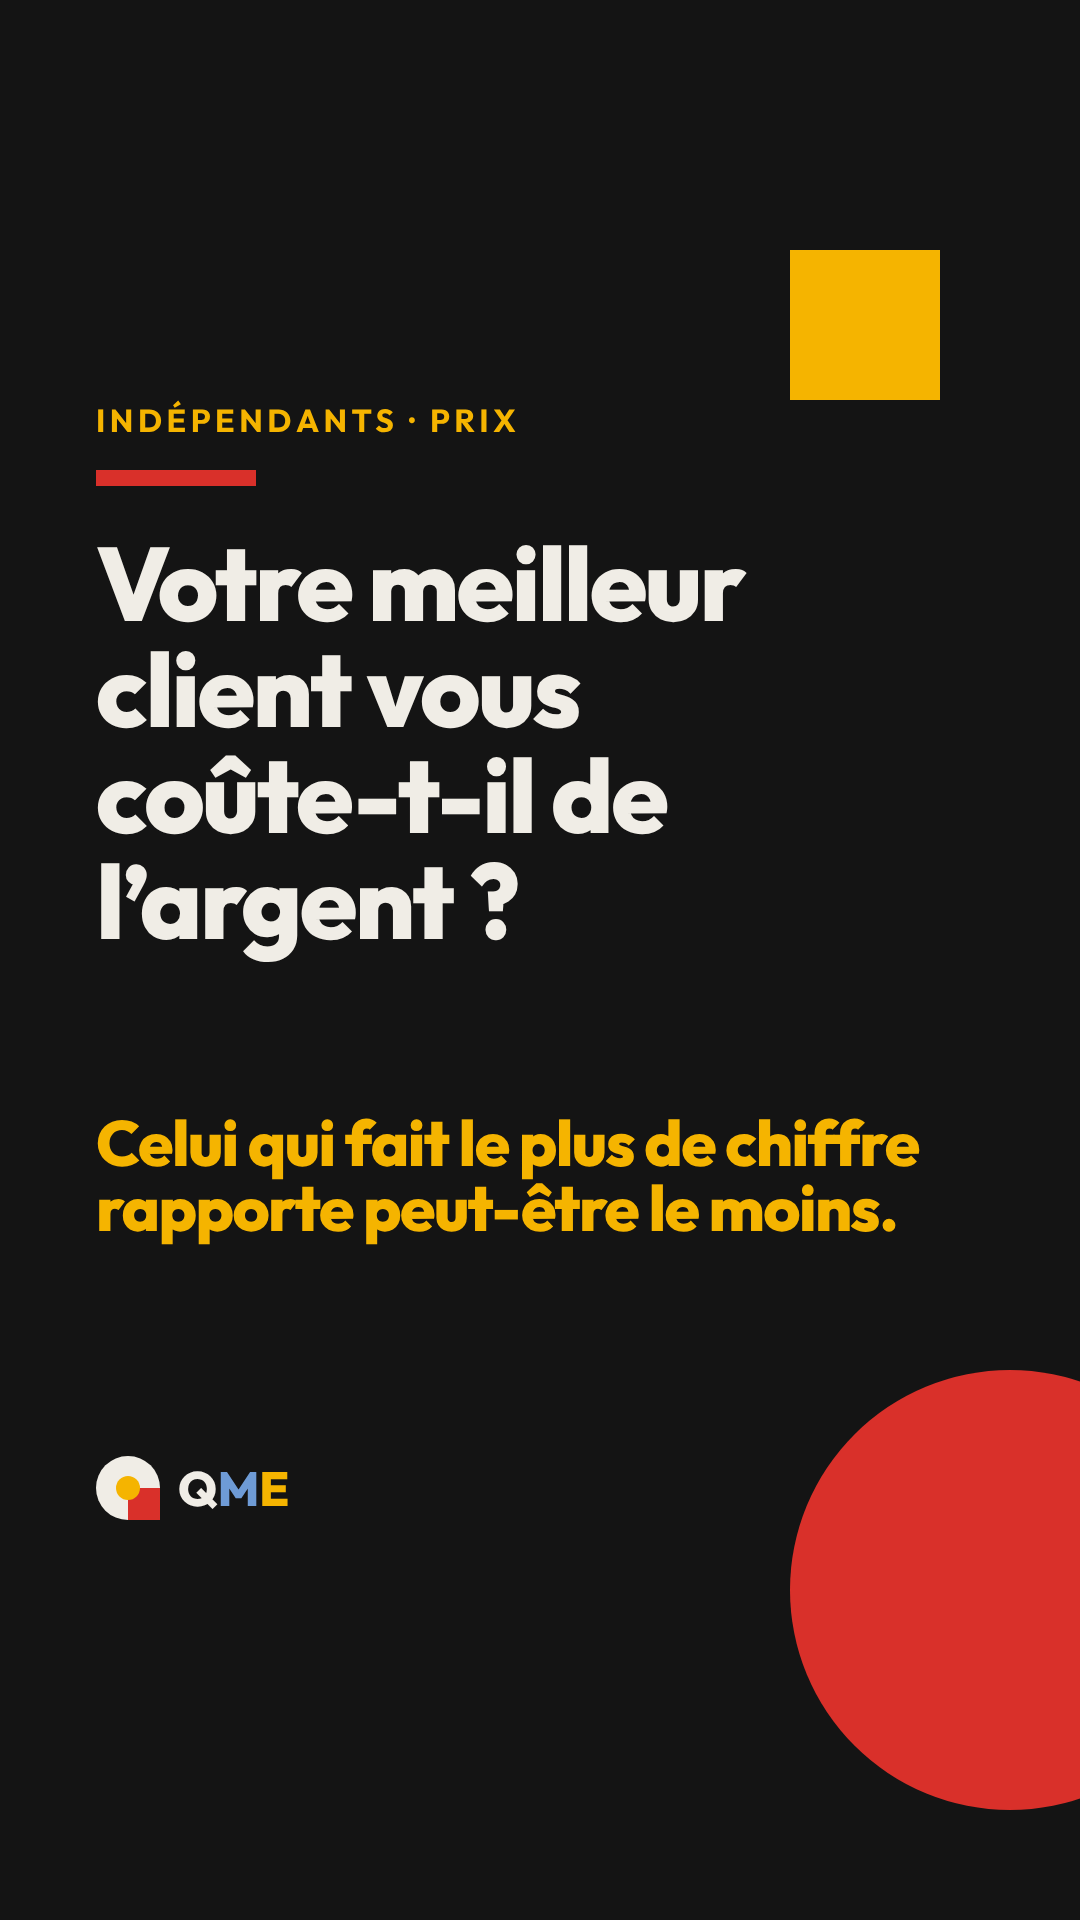 INDÉPENDANTS · PRIX
Votre meilleur
client vous
coûte-t-il de
l’argent ?
Celui qui fait le plus de chiffre
rapporte peut-être le moins.
QME